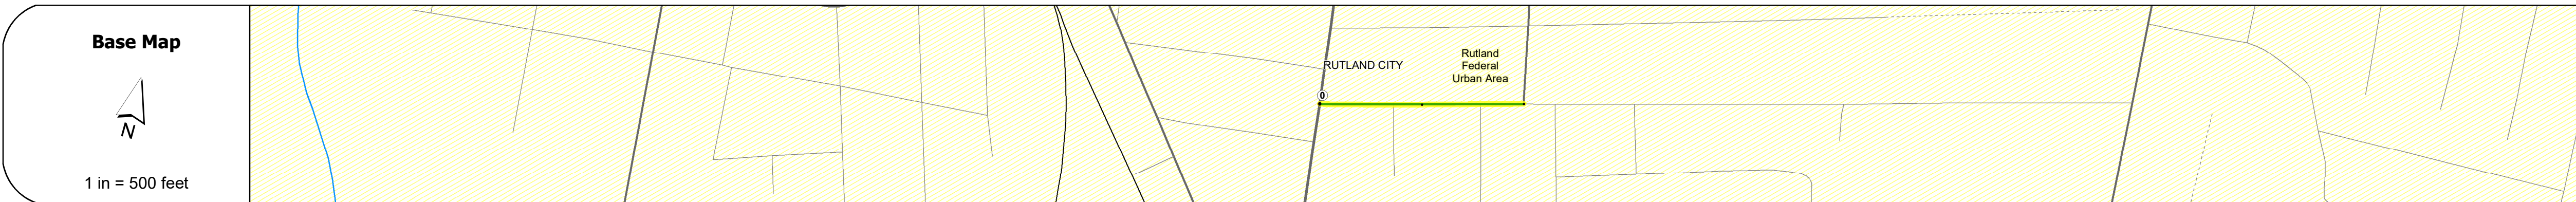 Base Map
N
1 in = 500 feet
RUTLAND CITY
Rutland
Federal
Urban Area
0